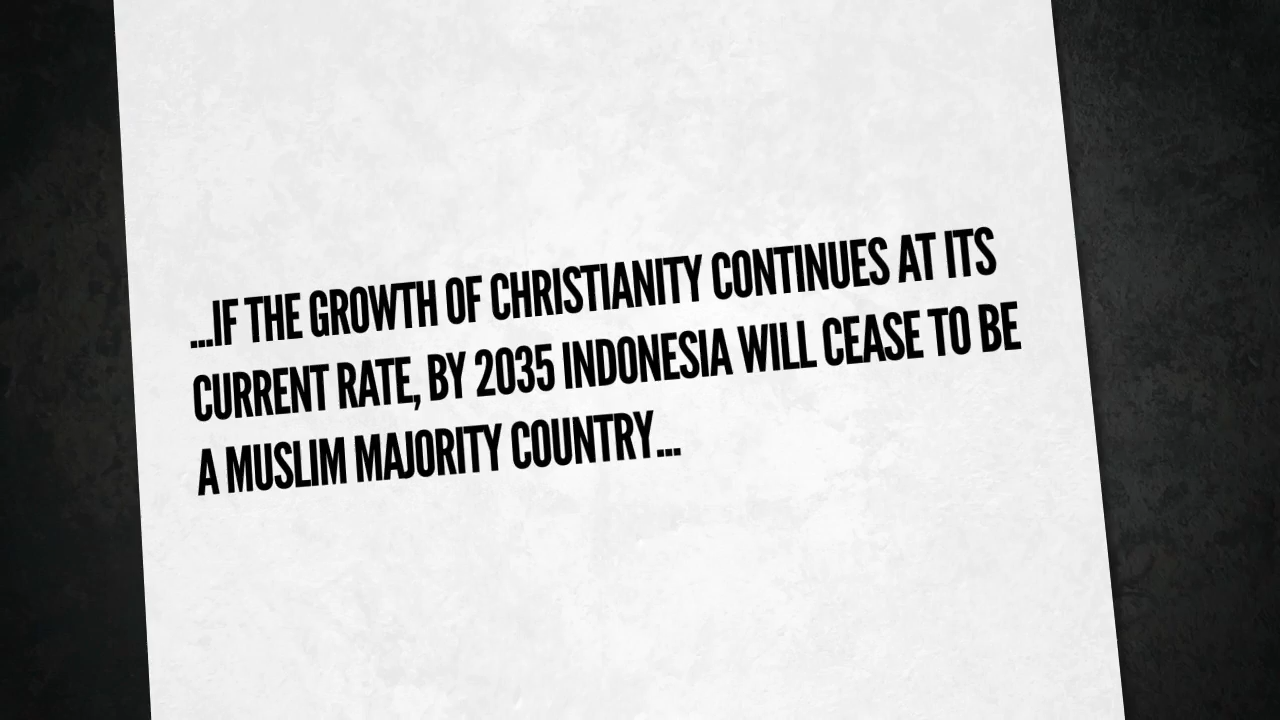 ...IF THE GROWTH OF CHRISTIANITY CONTINUES AT ITS
CURRENT RATE, BY 2035 INDONESIA WILL CEASE TO BE
A MUSLIM MAJORITY COUNTRY...